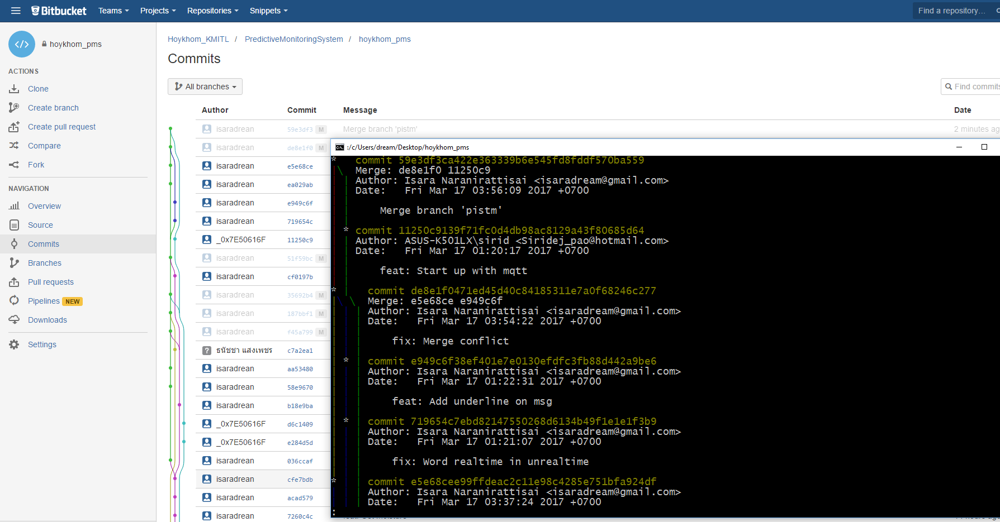 Bitbucket Teams Projects Repositories Snippets Find a repository…
hoykhom_pms
ACTIONS
Clone
Create branch
Create pull request
Compare
Fork
NAVIGATION
Overview
Source
Commits
Branches
Pull requests
Pipelines NEW
Downloads
Settings
Hoykhom_KMITL / PredictiveMonitoringSystem / hoykhom_pms
Commits
All branches
Find commits
Author Commit Message Date
isaradrean 59e3df3 M Merge branch 'pistm' 2 minutes ag
isaradrean de8e1f0 M
isaradrean e5e68ce
isaradrean ea029ab
isaradrean e949c6f
isaradrean 719654c
_0x7E50616F 11250c9
isaradrean 51f59bc M
isaradrean cf0197b
isaradrean 35692b4 M
isaradrean 187bbf1 M
isaradrean f45a799 M
ธนัชชา แสงเพชร c7a2ea1
isaradrean aa53480
isaradrean 58e9670
isaradrean b18e9ba
_0x7E50616F d6c1409
_0x7E50616F e284d5d
isaradrean 036ccaf
isaradrean cfe7bdb
isaradrean acad579
isaradrean 7260c4c
:/c/Users/dream/Desktop/hoykhom_pms
* commit 59e3df3ca422e363339b6e545fd8fddf570ba559
|\ Merge: de8e1f0 11250c9
| | Author: Isara Naranirattisai <isaradream@gmail.com>
| | Date: Fri Mar 17 03:56:09 2017 +0700
| | Merge branch 'pistm'
| * commit 11250c9139f71fc0d4db98ac8129a43f80685d64
| | Author: ASUS-K501LX\sirid <Siridej_pao@hotmail.com>
| | Date: Fri Mar 17 01:20:17 2017 +0700
| | feat: Start up with mqtt
* | commit de8e1f0471ed45d40c84185311e7a0f68246c277
|\ \ Merge: e5e68ce e949c6f
| | | Author: Isara Naranirattisai <isaradream@gmail.com>
| | | Date: Fri Mar 17 03:54:22 2017 +0700
| | | fix: Merge conflict
| * | commit e949c6f38ef401e7e0130efdfc3fb88d442a9be6
| | | Author: Isara Naranirattisai <isaradream@gmail.com>
| | | Date: Fri Mar 17 01:22:31 2017 +0700
| | | feat: Add underline on msg
| * | commit 719654c7ebd82147550268d6134b49f1e1e1f3b9
| | | Author: Isara Naranirattisai <isaradream@gmail.com>
| | | Date: Fri Mar 17 01:21:07 2017 +0700
| | | fix: Word realtime in unrealtime
* | | commit e5e68cee99ffdeac2c11e98c4285e751bfa924df
| | | Author: Isara Naranirattisai <isaradream@gmail.com>
| | | Date: Fri Mar 17 03:37:24 2017 +0700
: